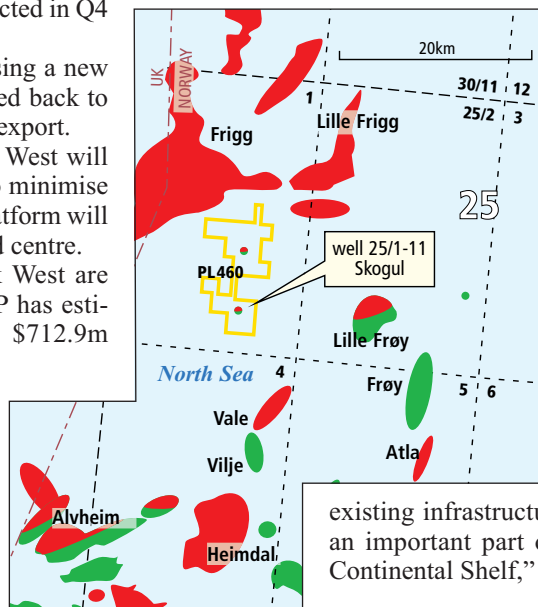 cted in Q4
sing a new
ed back to
export.
West will
o minimise
atform will
d centre.
k West are
P has esti-
$712.9m
20km
UK
NORWAY
30/11
12
1
25/2
3
Frigg
Lille Frigg
25
well 25/1-11
Skogul
PL460
Lille Frøy
North Sea
4
Frøy
5
6
Vale
Vilje
Atla
Alvheim
Heimdal
existing infrastructu
an important part o
Continental Shelf,”